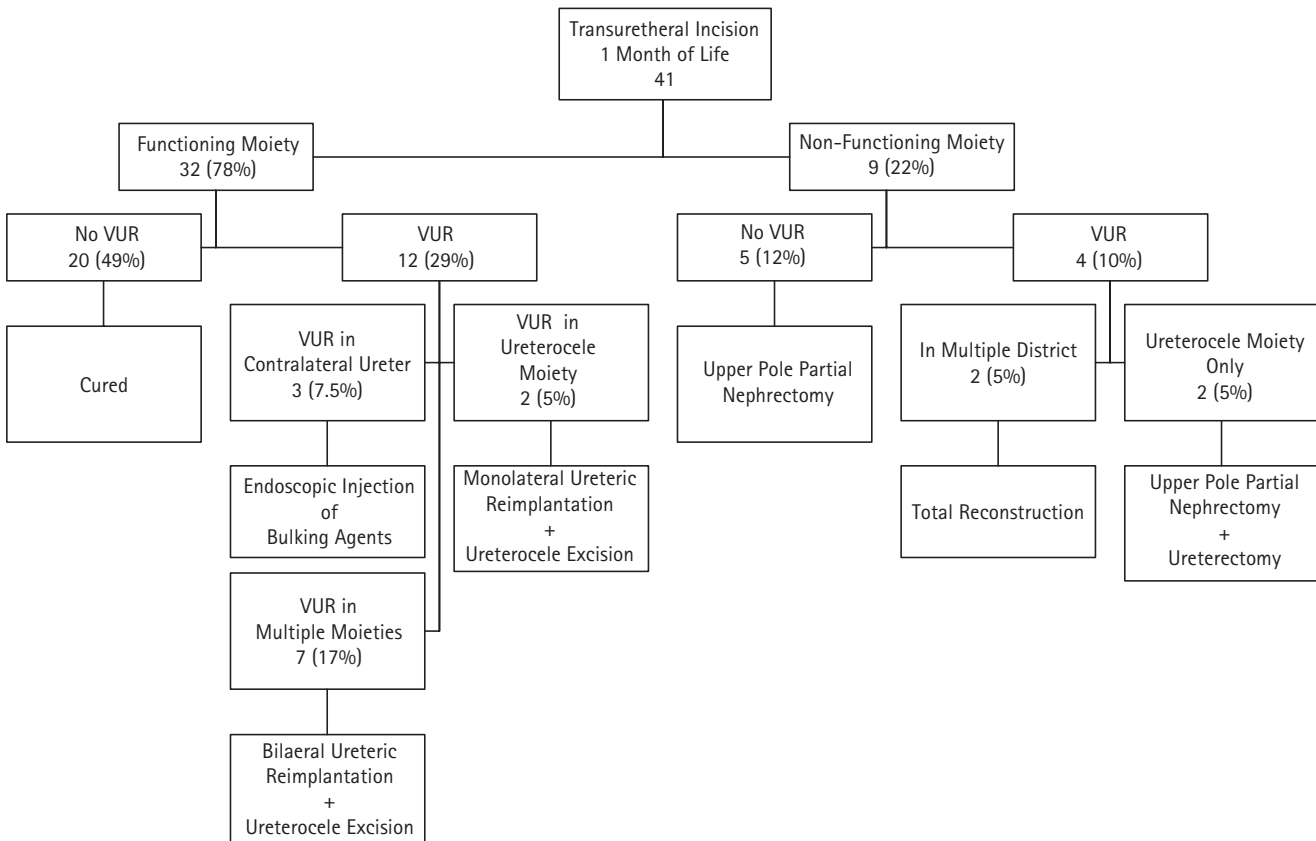 Transuretheral Incision
1 Month of Life
41
Functioning Moiety
32 (78%)
Non-Functioning Moiety
9 (22%)
No VUR
20 (49%)
VUR
12 (29%)
No VUR
5 (12%)
VUR
4 (10%)
Cured
VUR in
Contralateral Ureter
3 (7.5%)
VUR in
Ureterocele
Moiety
2 (5%)
Upper Pole Partial
Nephrectomy
In Multiple District
2 (5%)
Ureterocele Moiety
Only
2 (5%)
Endoscopic Injection
of
Bulking Agents
Monolateral Ureteric
Reimplantation
+
Ureterocele Excision
Total Reconstruction
Upper Pole Partial
Nephrectomy
+
Ureterectomy
VUR in
Multiple Moieties
7 (17%)
Bilaeral Ureteric
Reimplantation
+
Ureterocele Excision